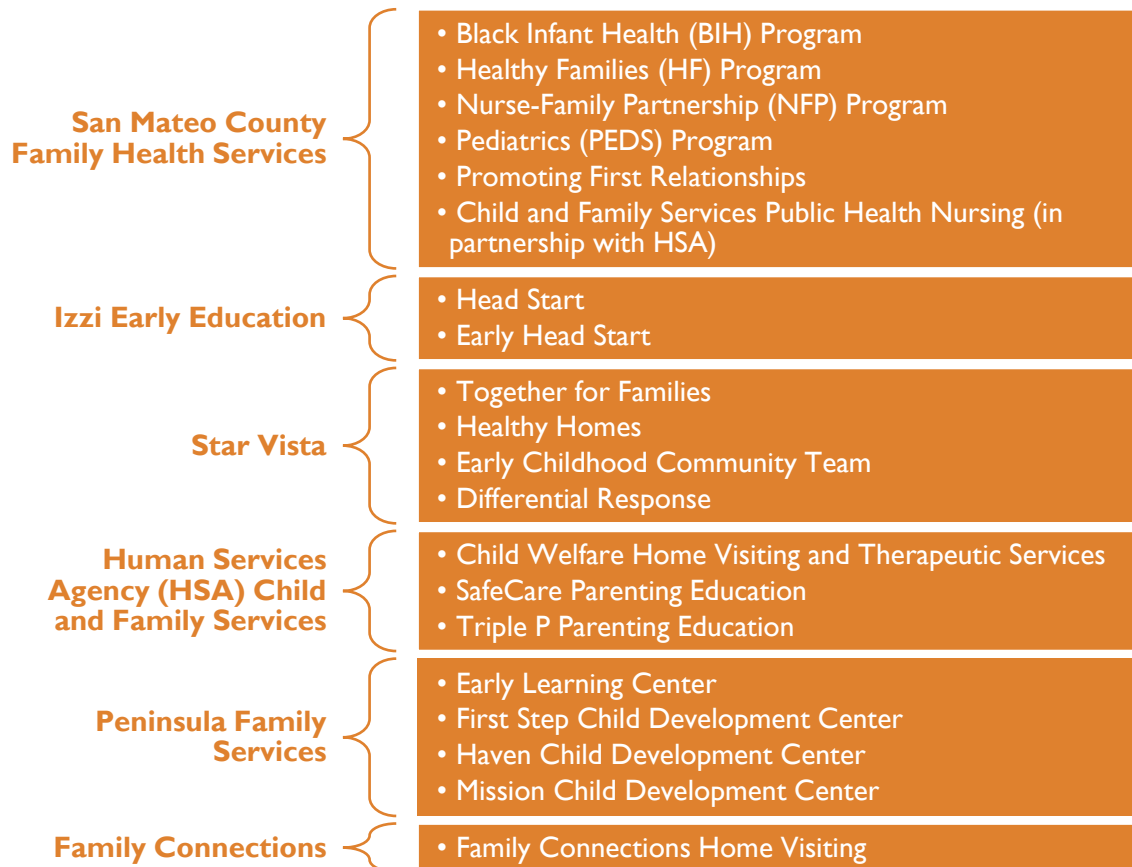 San Mateo County
Family Health Services
• Black Infant Health (BIH) Program
• Healthy Families (HF) Program
• Nurse-Family Partnership (NFP) Program
• Pediatrics (PEDS) Program
• Promoting First Relationships
• Child and Family Services Public Health Nursing (in
partnership with HSA)
Izzi Early Education
• Head Start
• Early Head Start
Star Vista
• Together for Families
• Healthy Homes
• Early Childhood Community Team
• Differential Response
Human Services
Agency (HSA) Child
and Family Services
• Child Welfare Home Visiting and Therapeutic Services
• SafeCare Parenting Education
• Triple P Parenting Education
Peninsula Family
Services
• Early Learning Center
• First Step Child Development Center
• Haven Child Development Center
• Mission Child Development Center
Family Connections
• Family Connections Home Visiting